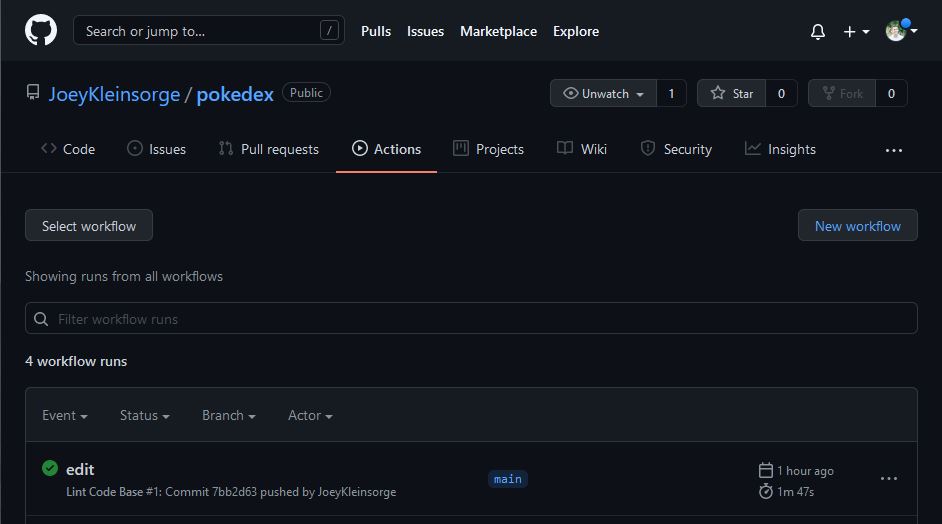 Search or jump to... / Pulls Issues Marketplace Explore
JoeyKleinsorge / pokedex Public Unwatch 1 Star 0 Fork 0
Code Issues Pull requests Actions Projects Wiki Security Insights ...
Select workflow New workflow
Showing runs from all workflows
Filter workflow runs
4 workflow runs
Event Status Branch Actor
edit
main
1 hour ago
Lint Code Base #1: Commit 7bb2d63 pushed by JoeyKleinsorge
1m 47s